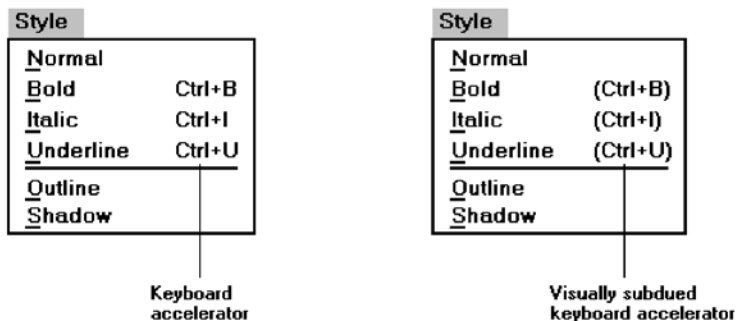 Style
Normal
Bold Ctrl+B
Italic Ctrl+I
Underline Ctrl+U
Outline
Shadow
Keyboard
accelerator
Style
Normal
Bold (Ctrl+B)
Italic (Ctrl+I)
Underline (Ctrl+U)
Outline
Shadow
Visually subdued
keyboard accelerator